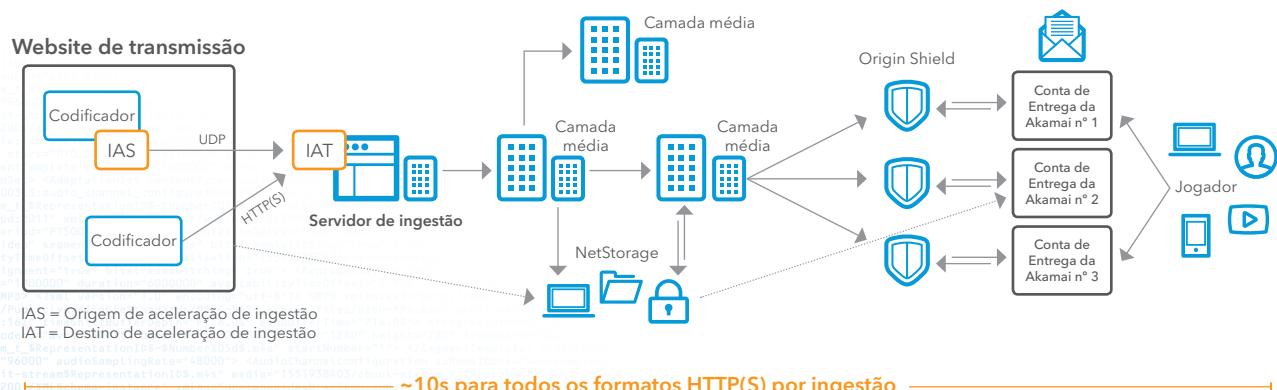 Website de transmissão
Codificador
IAS
UDP
IAT
Codificador
HTTP(S)
Servidor de ingestão
Camada média
Camada
média
Camada
média
NetStorage
Origin Shield
Conta de
Entrega da
Akamai nº 1
Conta de
Entrega da
Akamai nº 2
Conta de
Entrega da
Akamai nº 3
Jogador
IAS = Origem de aceleração de ingestão
IAT = Destino de aceleração de ingestão
~10s para todos os formatos HTTP(S) por ingestão